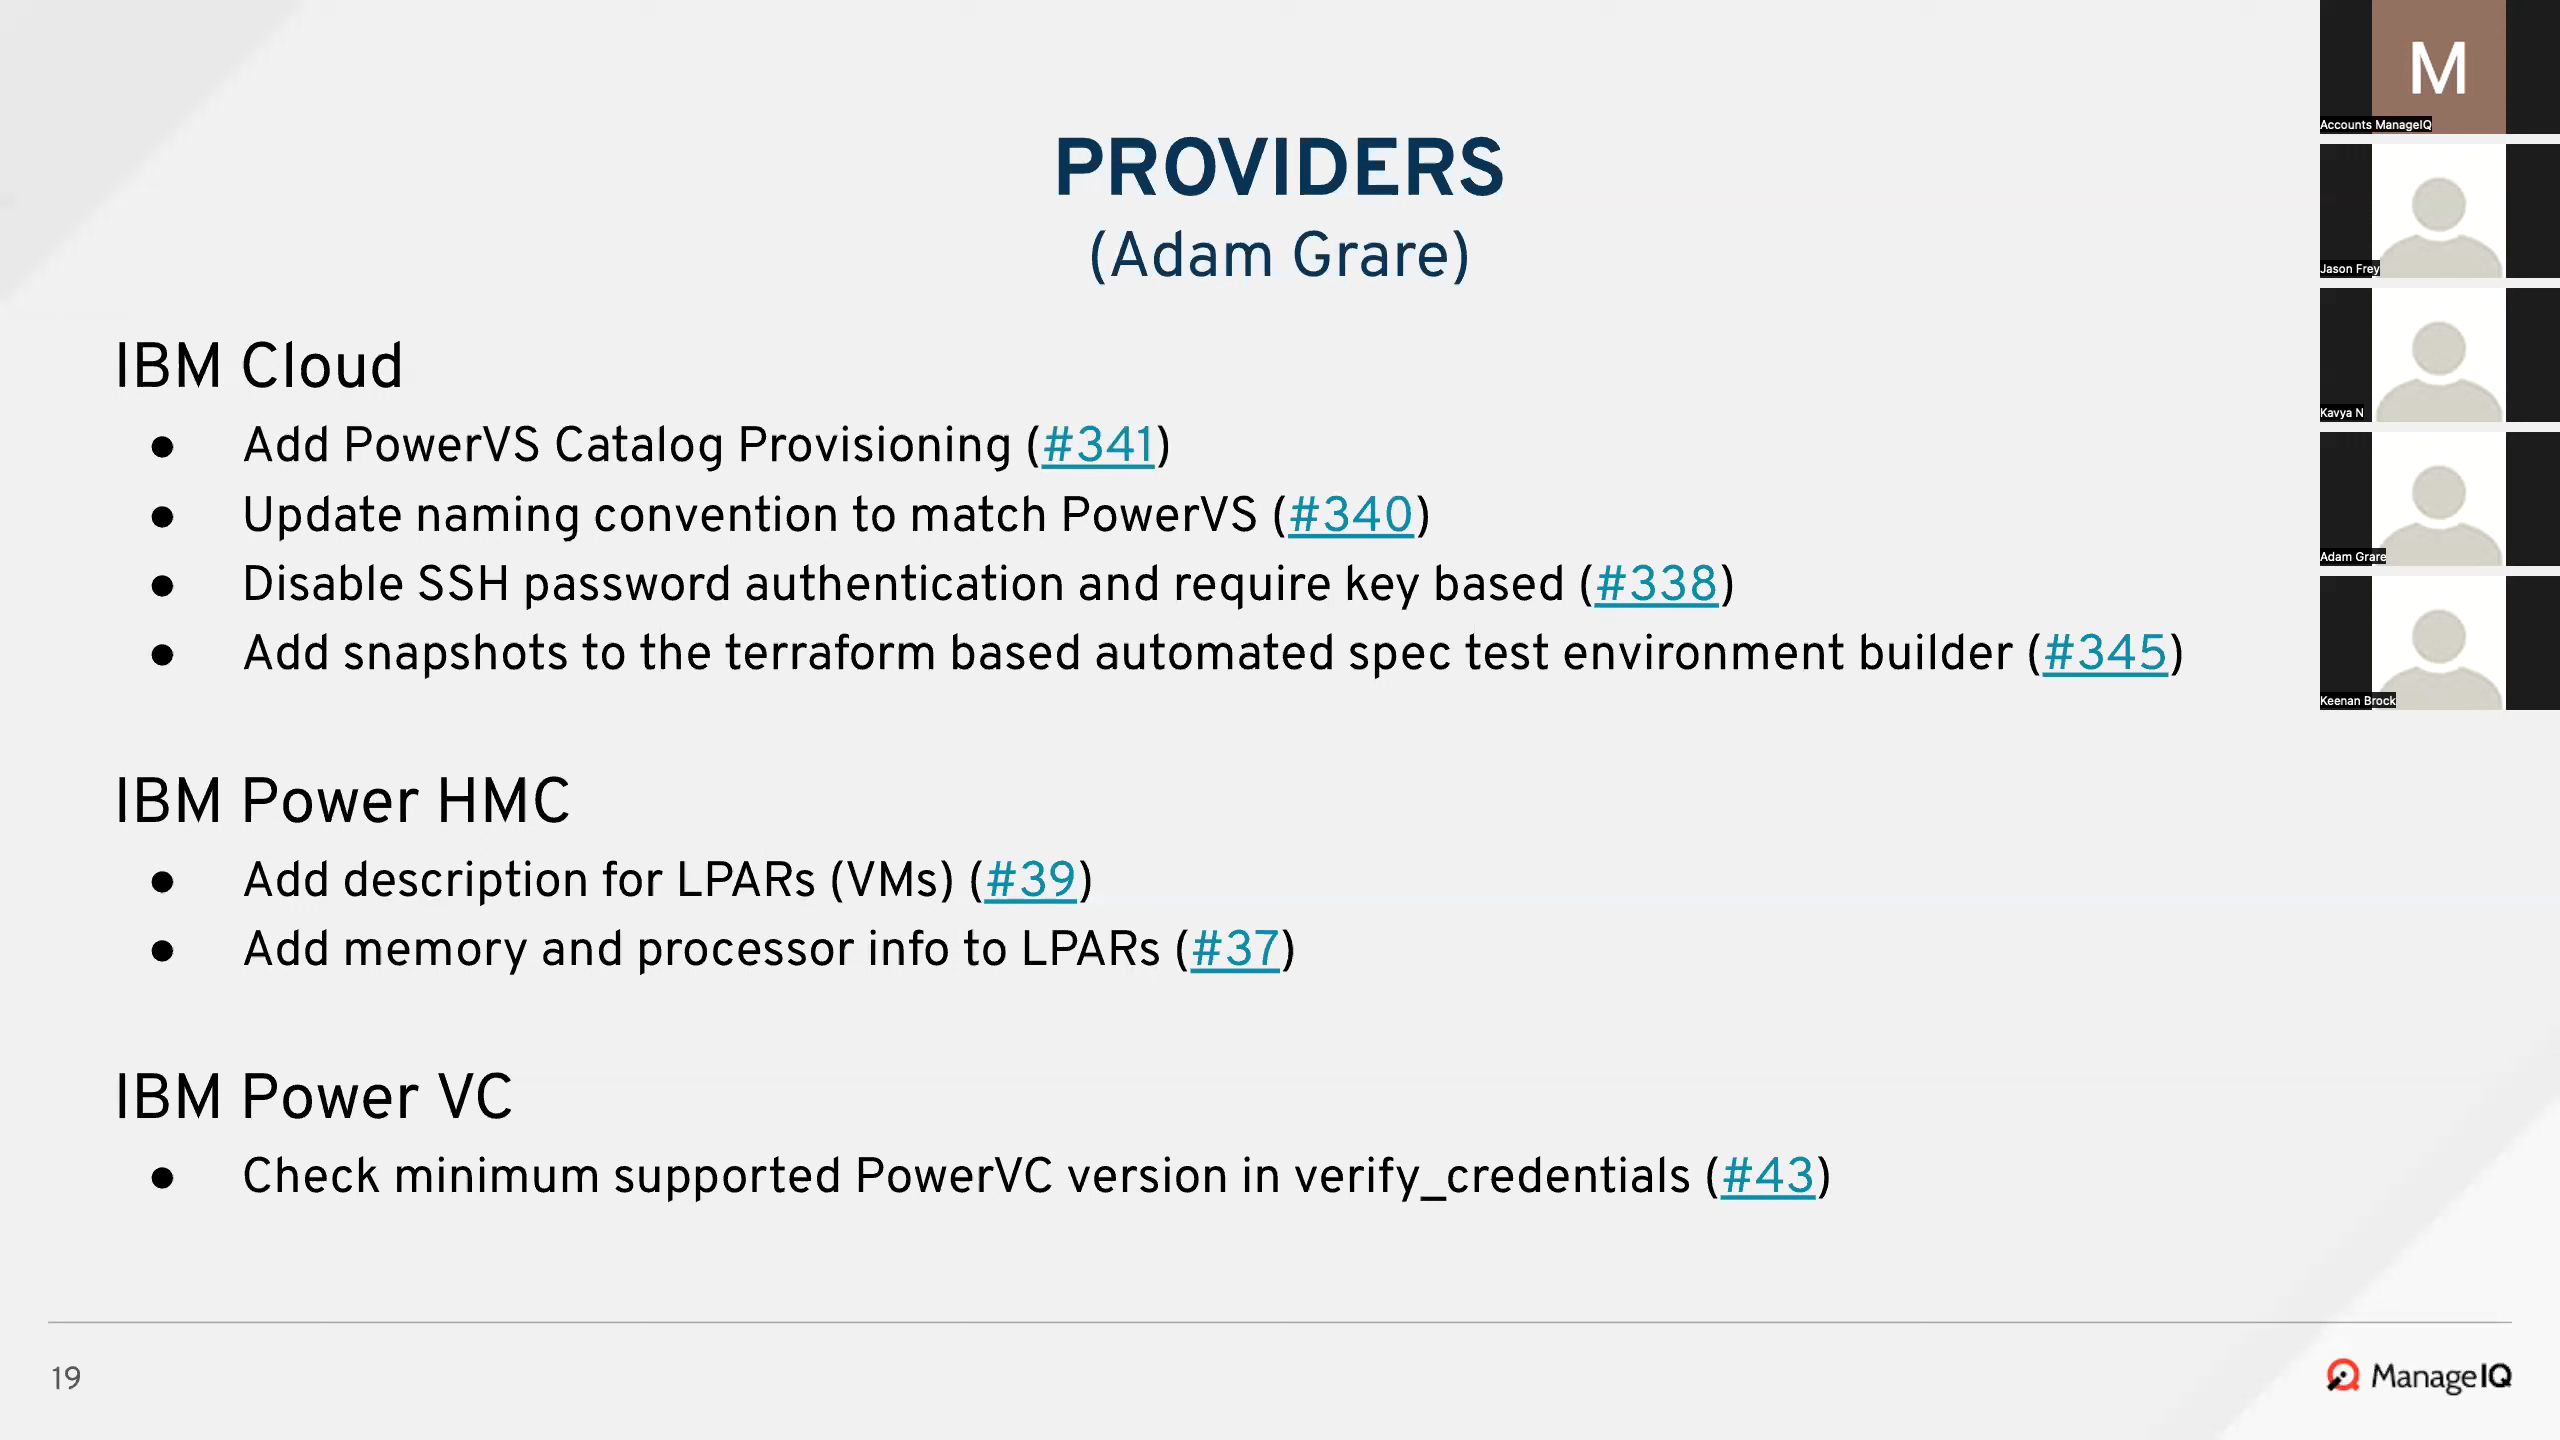 PROVIDERS
(Adam Grare)
IBM Cloud
● Add PowerVS Catalog Provisioning (#341)
● Update naming convention to match PowerVS (#340)
● Disable SSH password authentication and require key based (#338)
● Add snapshots to the terraform based automated spec test environment builder (#345)
IBM Power HMC
● Add description for LPARs (VMs) (#39)
● Add memory and processor info to LPARs (#37)
IBM Power VC
● Check minimum supported PowerVC version in verify_credentials (#43)
19
ManageIQ
M
Accounts ManageIQ
Jason Frey
Kavya N
Adam Grare
Keenan Brock